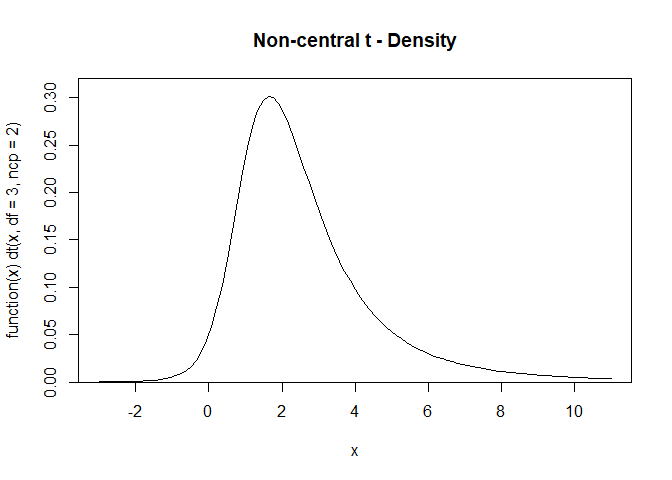 Non-central t - Density
function(x) dt(x, df = 3, ncp = 2)
0.30
0.25
0.20
0.15
0.10
0.05
0.00
-2 0 2 4 6 8 10
x